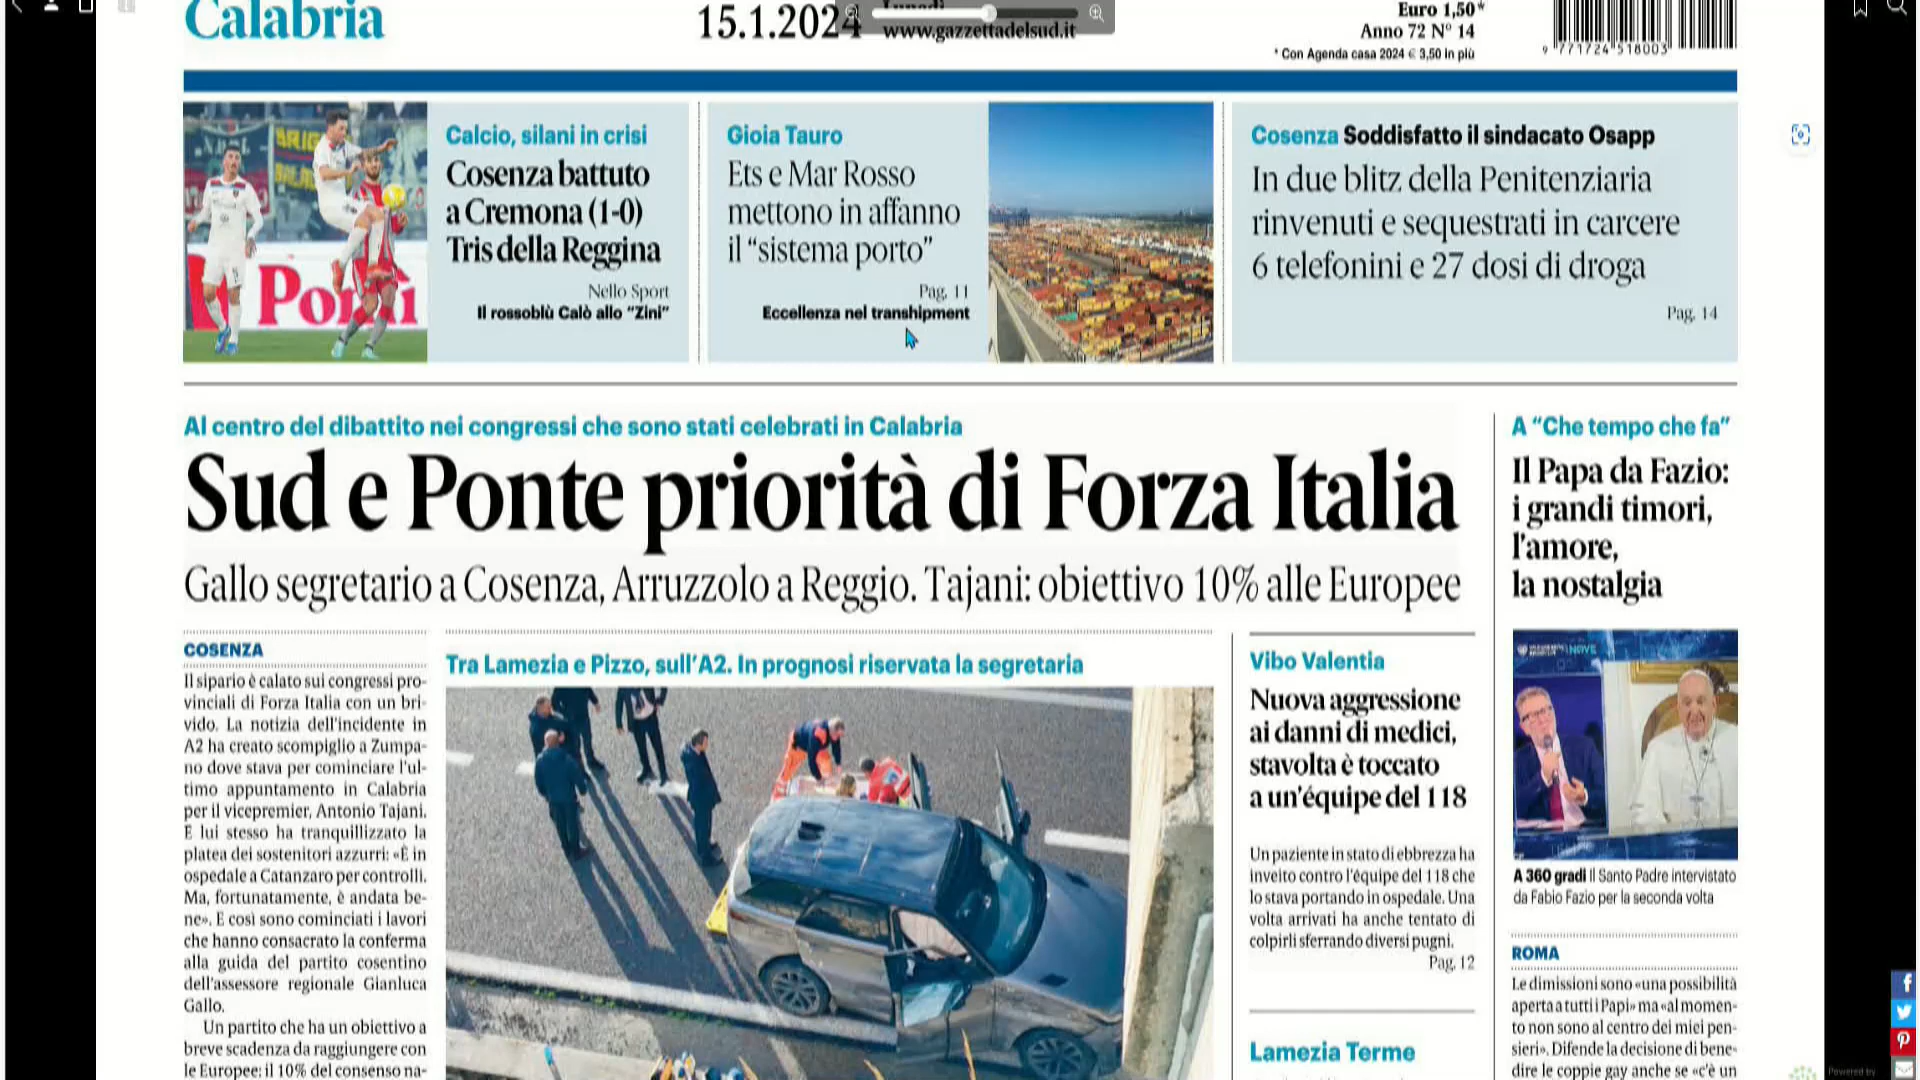 Calabria
15.1.2024
www.gazzettadelsud.it
Euro 1,50*
Anno 72 N° 14
* Con Agenda casa 2024 € 3,50 in più
9 771724 518003
Calcio, silani in crisi
Cosenza battuto
a Cremona (1-0)
Tris della Reggina
Nello Sport
Il rossoblù Calò allo "Zini"
Gioia Tauro
Ets e Mar Rosso
mettono in affanno
il "sistema porto"
Pag. 11
Eccellenza nel transhipment
Cosenza Soddisfatto il sindacato Osapp
In due blitz della Penitenziaria
rinvenuti e sequestrati in carcere
6 telefonini e 27 dosi di droga
Pag. 14
Al centro del dibattito nei congressi che sono stati celebrati in Calabria
Sud e Ponte priorità di Forza Italia
Gallo segretario a Cosenza, Arruzzolo a Reggio. Tajani: obiettivo 10% alle Europee
COSENZA
Il sipario è calato sui congressi pro-
vinciali di Forza Italia con un bri-
vido. La notizia dell'incidente in
A2 ha creato scompiglio a Zumpa-
no dove stava per cominciare l'ul-
timo appuntamento in Calabria
per il vicepremier, Antonio Tajani.
È lui stesso ha tranquillizzato la
platea dei sostenitori azzurri: «È in
ospedale a Catanzaro per controlli.
Ma, fortunatamente, è andata be-
ne». E così sono cominciati i lavori
che hanno consacrato la conferma
alla guida del partito cosentino
dell'assessore regionale Gianluca
Gallo.
Un partito che ha un obiettivo a
breve scadenza da raggiungere con
le Europee: il 10% del consenso na-
Tra Lamezia e Pizzo, sull'A2. In prognosi riservata la segretaria
Vibo Valentia
Nuova aggressione
ai danni di medici,
stavolta è toccato
a un'équipe del 118
Un paziente in stato di ebbrezza ha
inveito contro l'équipe del 118 che
lo stava portando in ospedale. Una
volta arrivati ha anche tentato di
colpirli sferrando diversi pugni.
Pag. 12
Lamezia Terme
A "Che tempo che fa"
Il Papa da Fazio:
i grandi timori,
l'amore,
la nostalgia
NOVE
A 360 gradi Il Santo Padre intervistato
da Fabio Fazio per la seconda volta
ROMA
Le dimissioni sono «una possibilità
aperta a tutti i Papi» ma «al momen-
to non sono al centro dei miei pen-
sieri». Difende la decisione di bene-
dire le coppie gay anche se «c'è un
Powered by